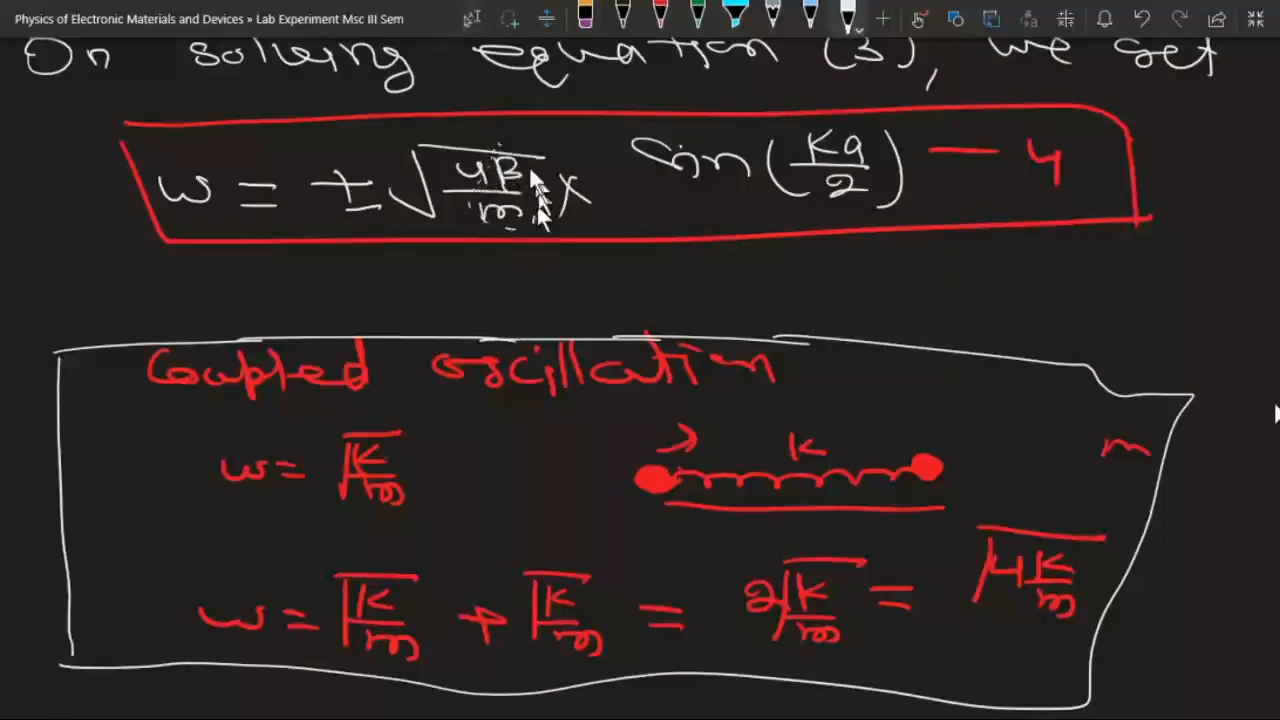 Physics of Electronic Materials and Devices » Lab Experiment Msc III Sem
On solving equation (3), we get
w = ± √(4β/m) × Sin (Ka/2) — 4
Coupled oscillation
w = √(K/m) K m
w = √(K/m) + √(K/m) = 2√(K/m) = √(4K/m)